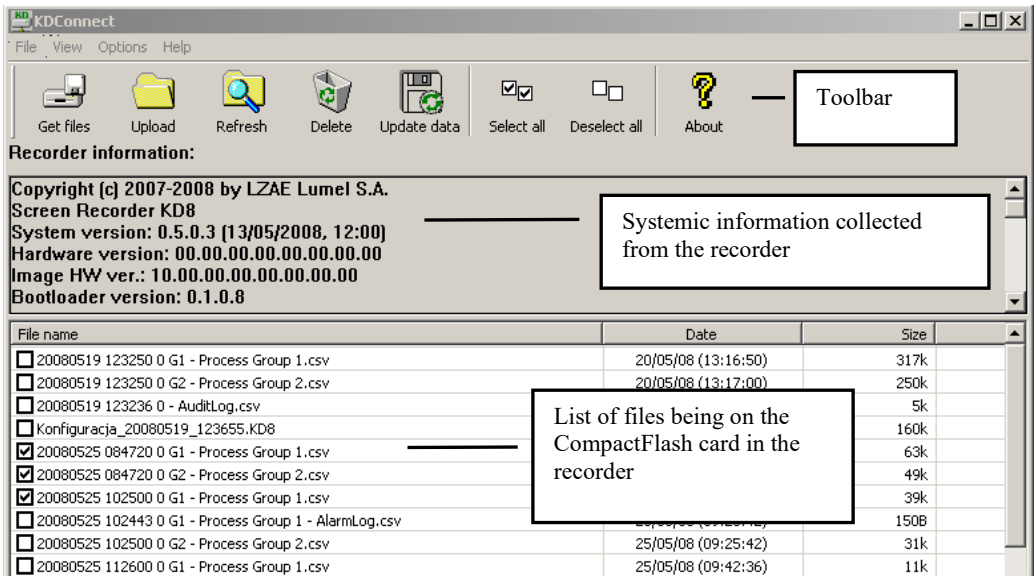 KDConnect
File View Options Help
Get files Upload Refresh Delete Update data Select all Deselect all About
Toolbar
Recorder information:
Copyright (c) 2007-2008 by LZAE Lumel S.A.
Screen Recorder KD8
System version: 0.5.0.3 (13/05/2008, 12:00)
Hardware version: 00.00.00.00.00.00.00.00
Image HW ver.: 10.00.00.00.00.00.00.00
Bootloader version: 0.1.0.8
Systemic information collected
from the recorder
File name Date Size
20080519 123250 0 G1 - Process Group 1.csv 20/05/08 (13:16:50) 317k
20080519 123250 0 G2 - Process Group 2.csv 20/05/08 (13:17:00) 250k
20080519 123236 0 - AuditLog.csv 5k
Konfiguracja_20080519_123655.KD8 160k
20080525 084720 0 G1 - Process Group 1.csv 63k
20080525 084720 0 G2 - Process Group 2.csv 49k
20080525 102500 0 G1 - Process Group 1.csv 39k
20080525 102443 0 G1 - Process Group 1 - AlarmLog.csv 150B
20080525 102500 0 G2 - Process Group 2.csv 25/05/08 (09:25:42) 31k
20080525 112600 0 G1 - Process Group 1.csv 25/05/08 (09:42:36) 11k
List of files being on the
CompactFlash card in the
recorder